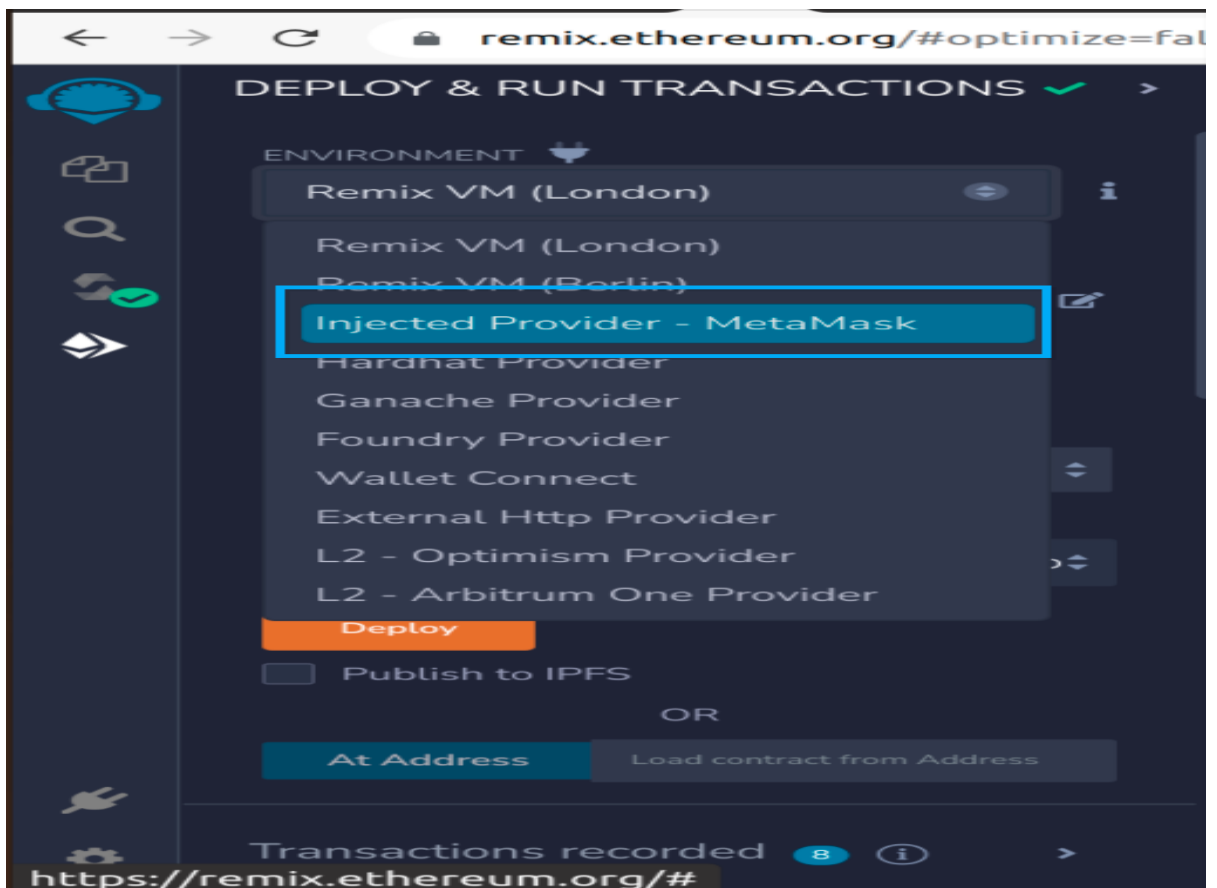 remix.ethereum.org/#optimize=fal
DEPLOY & RUN TRANSACTIONS
ENVIRONMENT
Remix VM (London)
Remix VM (London)
Remix VM (Berlin)
Injected Provider - MetaMask
Hardhat Provider
Ganache Provider
Foundry Provider
Wallet Connect
External Http Provider
L2 - Optimism Provider
L2 - Arbitrum One Provider
Deploy
Publish to IPFS
OR
At Address Load contract from Address
Transactions recorded 8
https://remix.ethereum.org/#